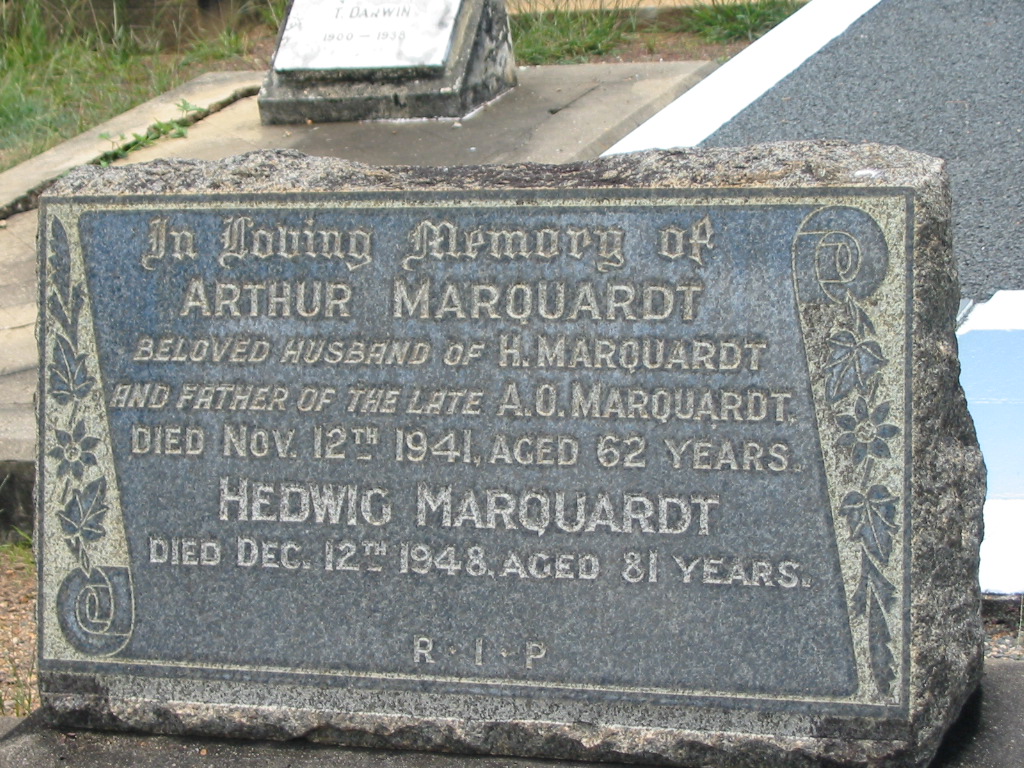 T. DARWIN
1900 – 1938
In Loving Memory of
ARTHUR MARQUARDT
BELOVED HUSBAND OF H. MARQUARDT
AND FATHER OF THE LATE A.O. MARQUARDT,
DIED NOV. 12TH 1941, AGED 62 YEARS.
HEDWIG MARQUARDT
DIED DEC. 12TH 1948, AGED 81 YEARS.
R · I · P